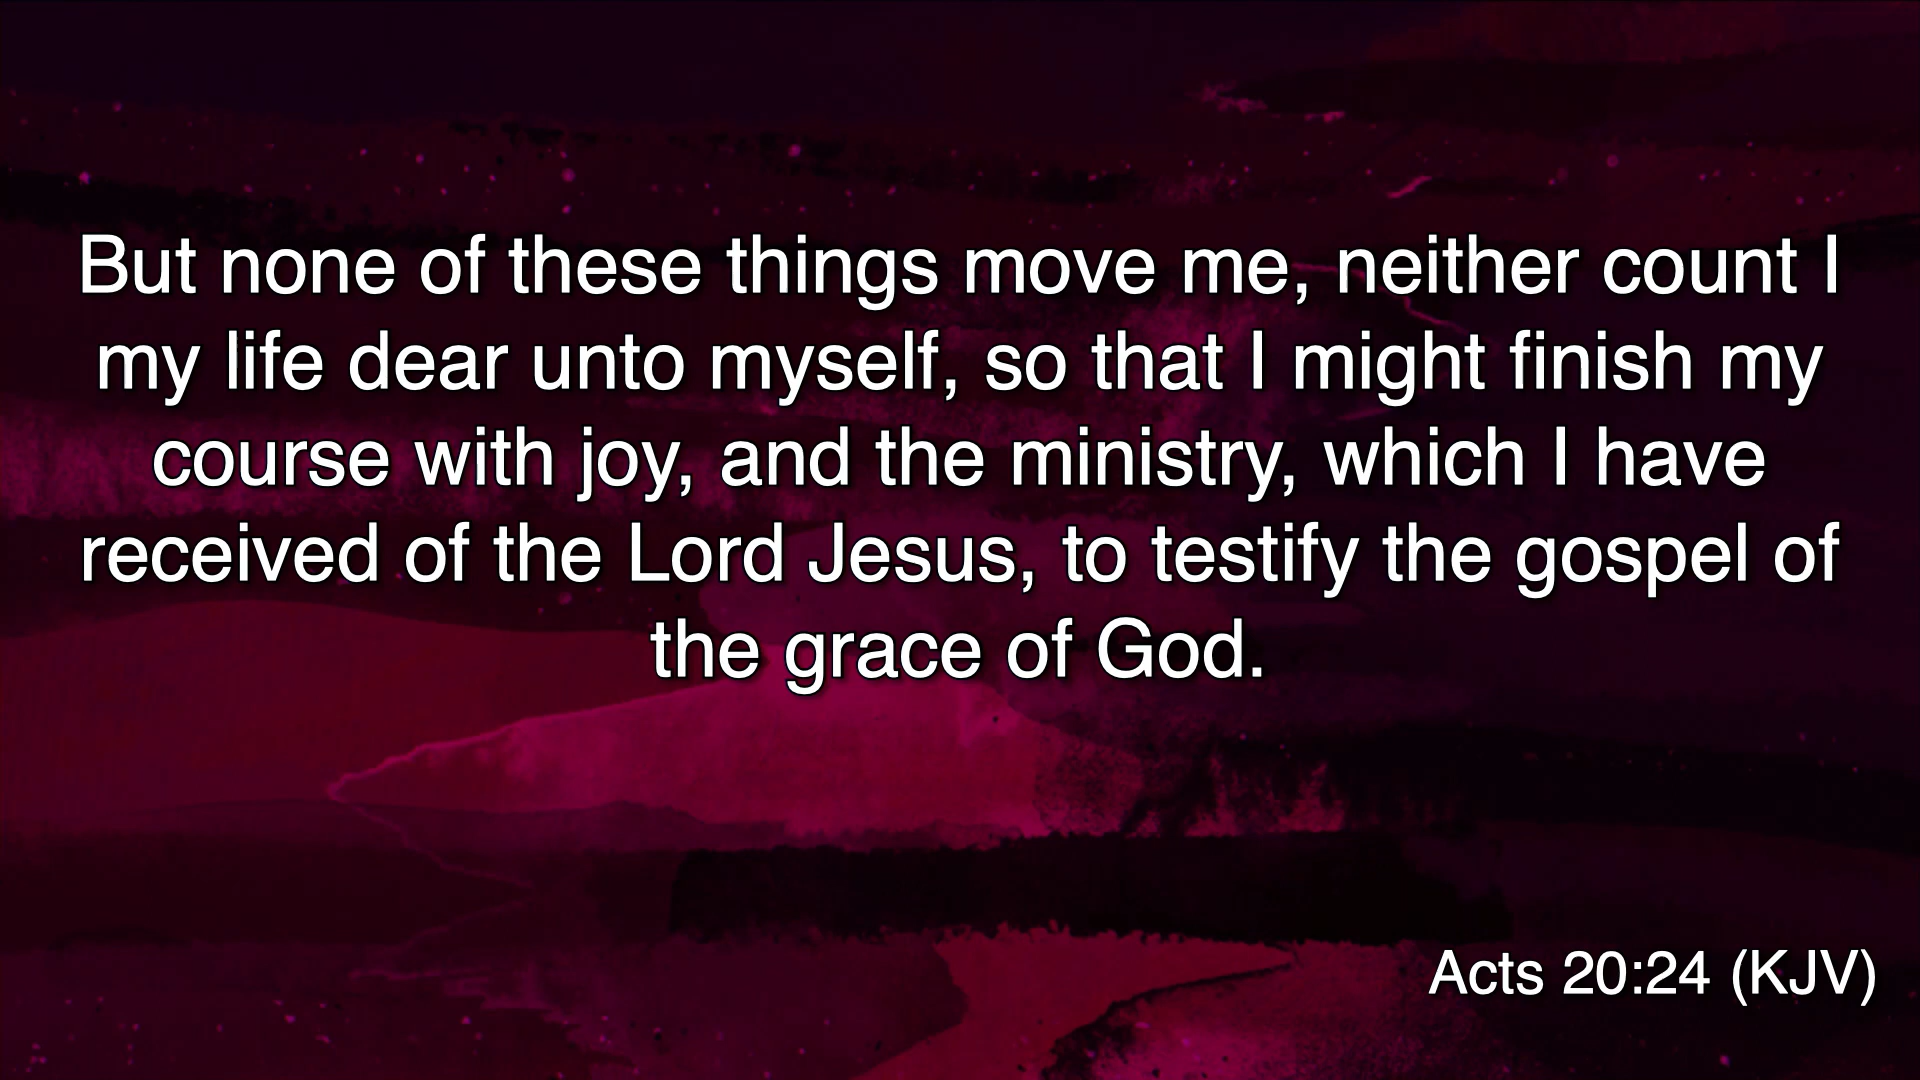 But none of these things move me, neither count I
my life dear unto myself, so that I might finish my
course with joy, and the ministry, which I have
received of the Lord Jesus, to testify the gospel of
the grace of God.
Acts 20:24 (KJV)